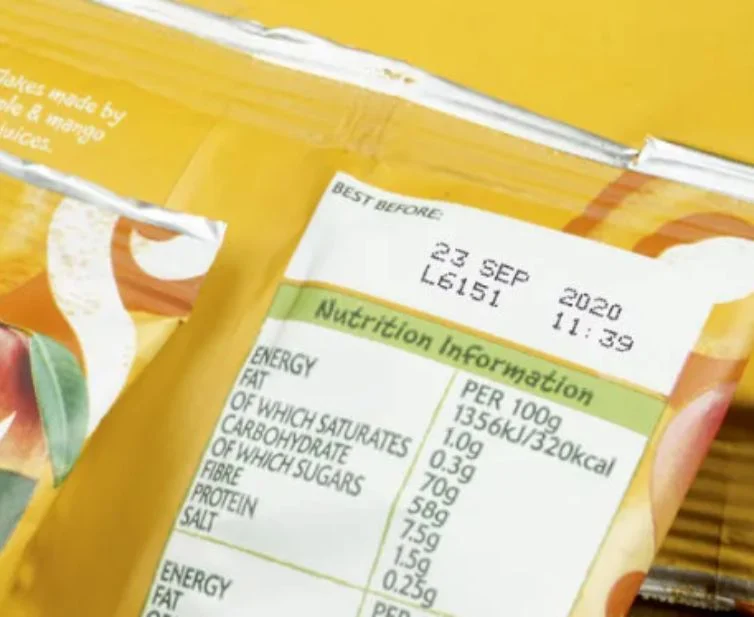 flakes made by
& mango
juices.
BEST BEFORE:
23 SEP 2020
L6151 11:39
Nutrition Information
PER 100g
ENERGY 1356kJ/320kcal
FAT 1.0g
OF WHICH SATURATES 0.3g
CARBOHYDRATE 70g
OF WHICH SUGARS 58g
FIBRE 7.5g
PROTEIN 1.5g
SALT 0.25g
PER
ENERGY
FAT